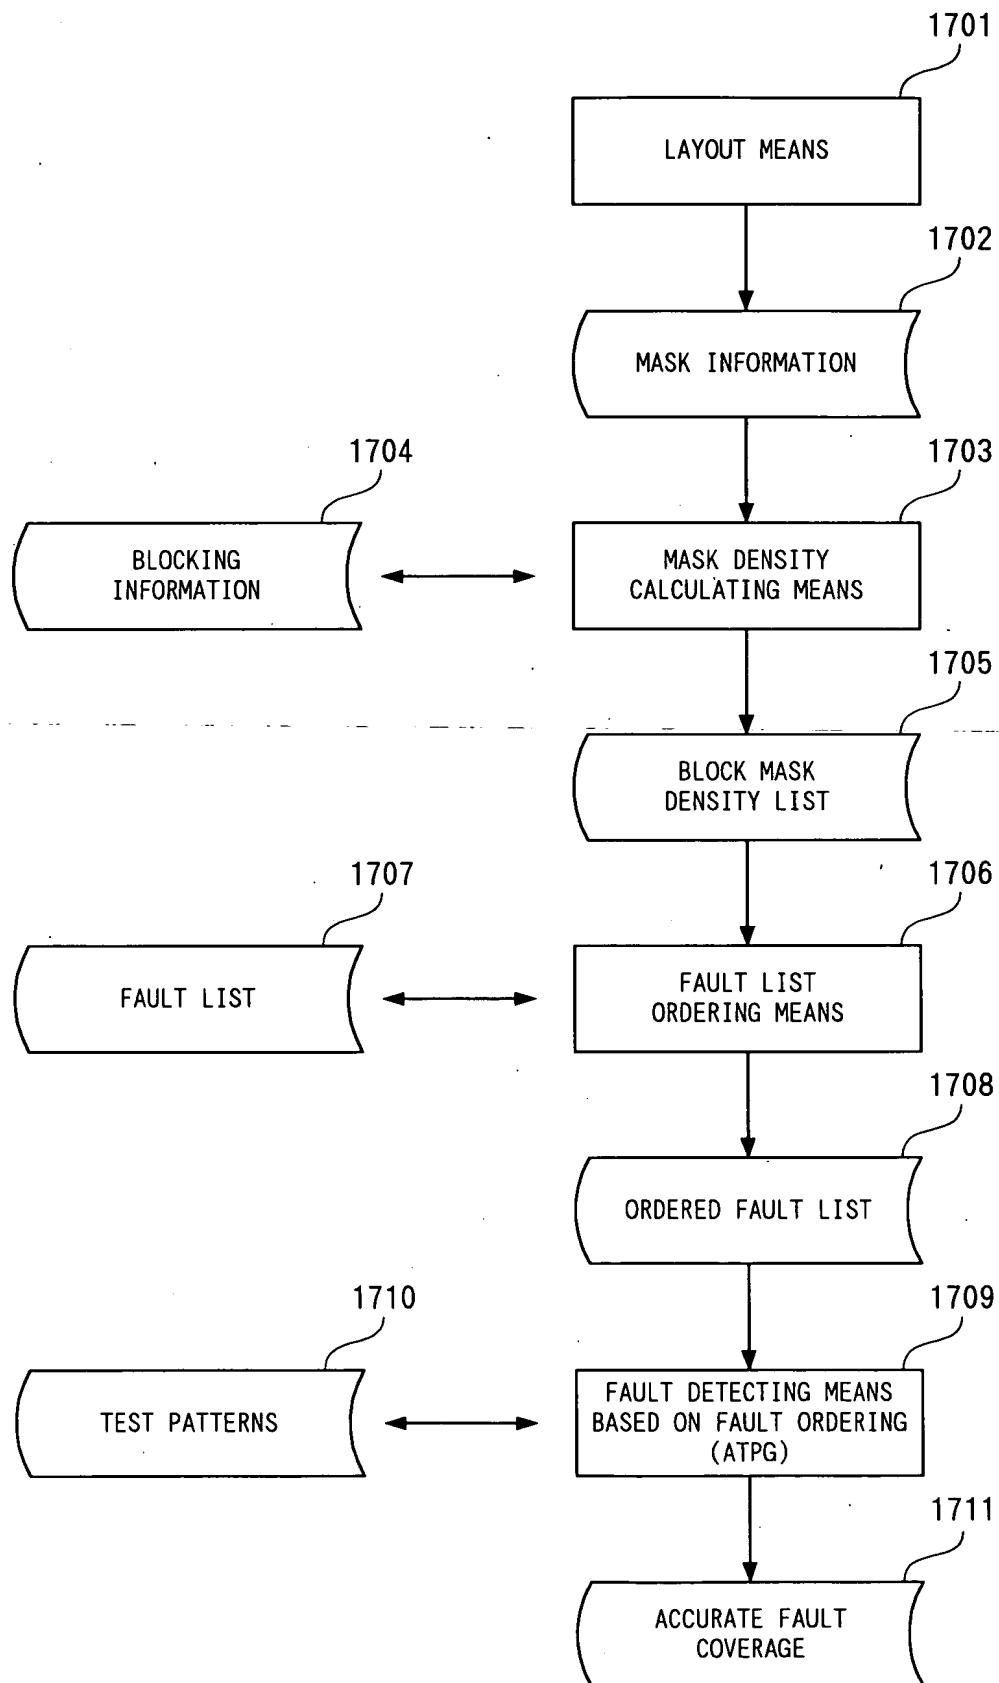 1701
LAYOUT MEANS
1702
MASK INFORMATION
1704
1703
BLOCKING
INFORMATION
MASK DENSITY
CALCULATING MEANS
1705
BLOCK MASK
DENSITY LIST
1707
1706
FAULT LIST
FAULT LIST
ORDERING MEANS
1708
ORDERED FAULT LIST
1710
1709
TEST PATTERNS
FAULT DETECTING MEANS
BASED ON FAULT ORDERING
(ATPG)
1711
ACCURATE FAULT
COVERAGE